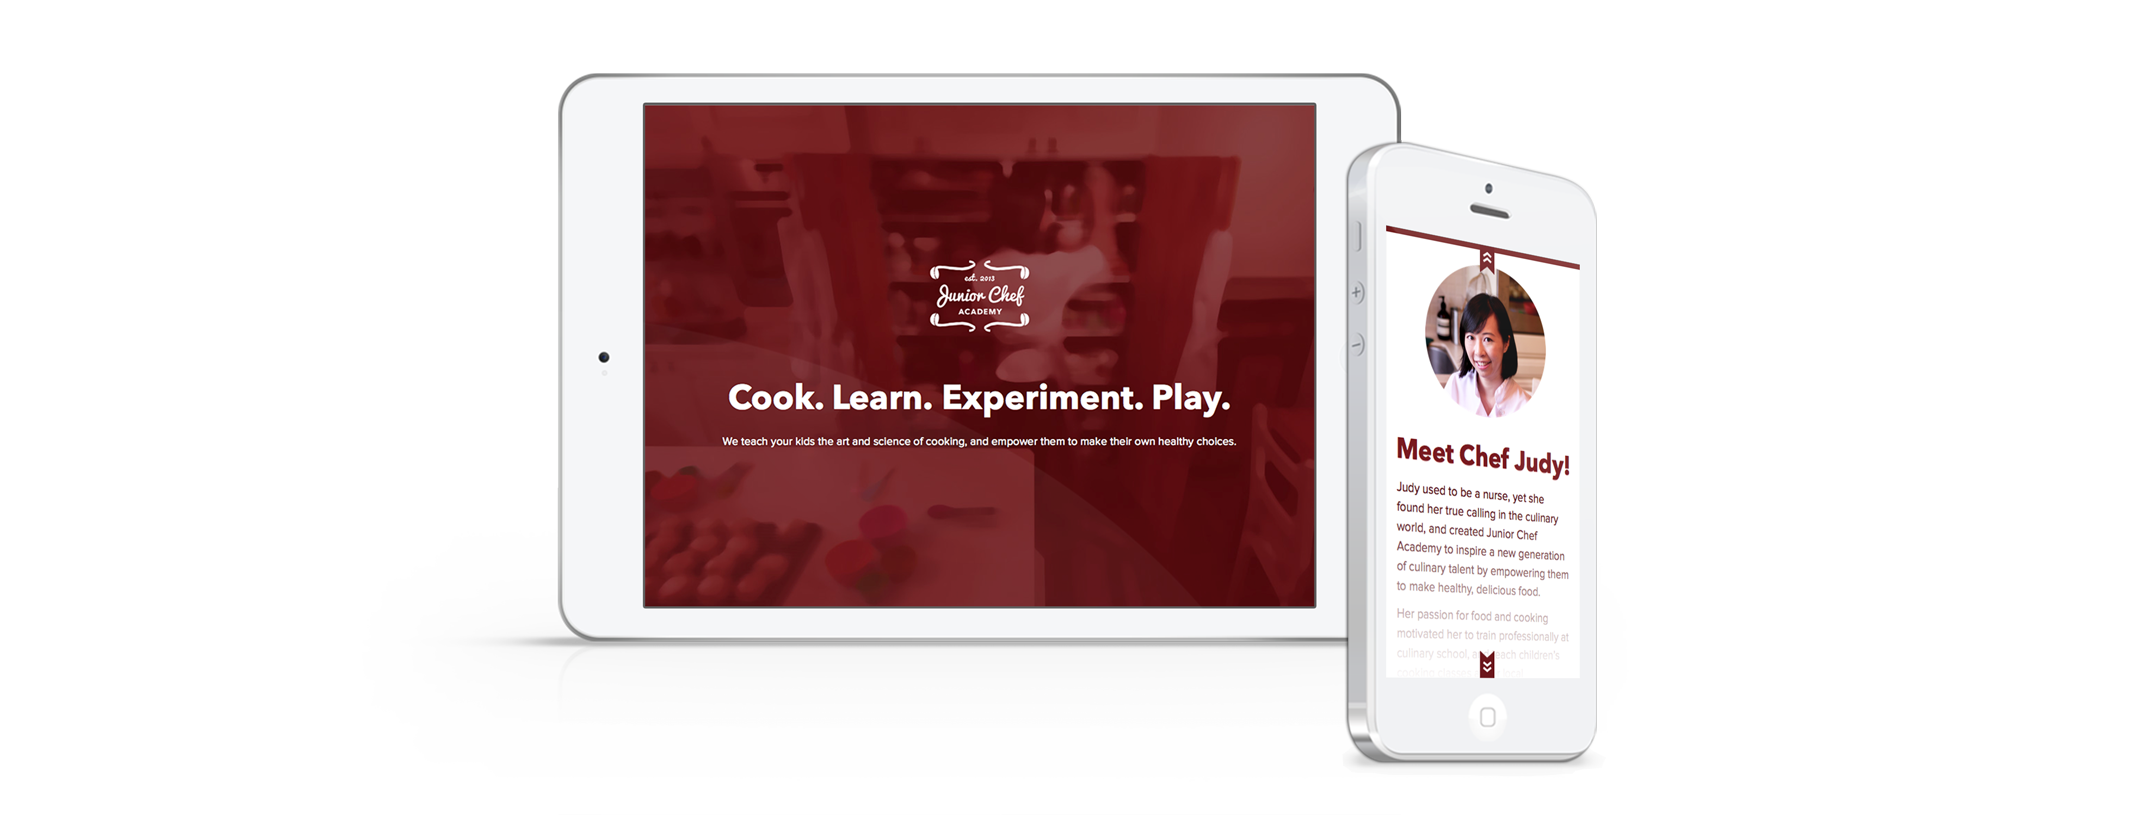 est. 2013
Junior Chef
ACADEMY
Cook. Learn. Experiment. Play.
We teach your kids the art and science of cooking, and empower them to make their own healthy choices.
Meet Chef Judy!
Judy used to be a nurse, yet she
found her true calling in the culinary
world, and created Junior Chef
Academy to inspire a new generation
of culinary talent by empowering them
to make healthy, delicious food.
Her passion for food and cooking
motivated her to train professionally at
culinary school, children's